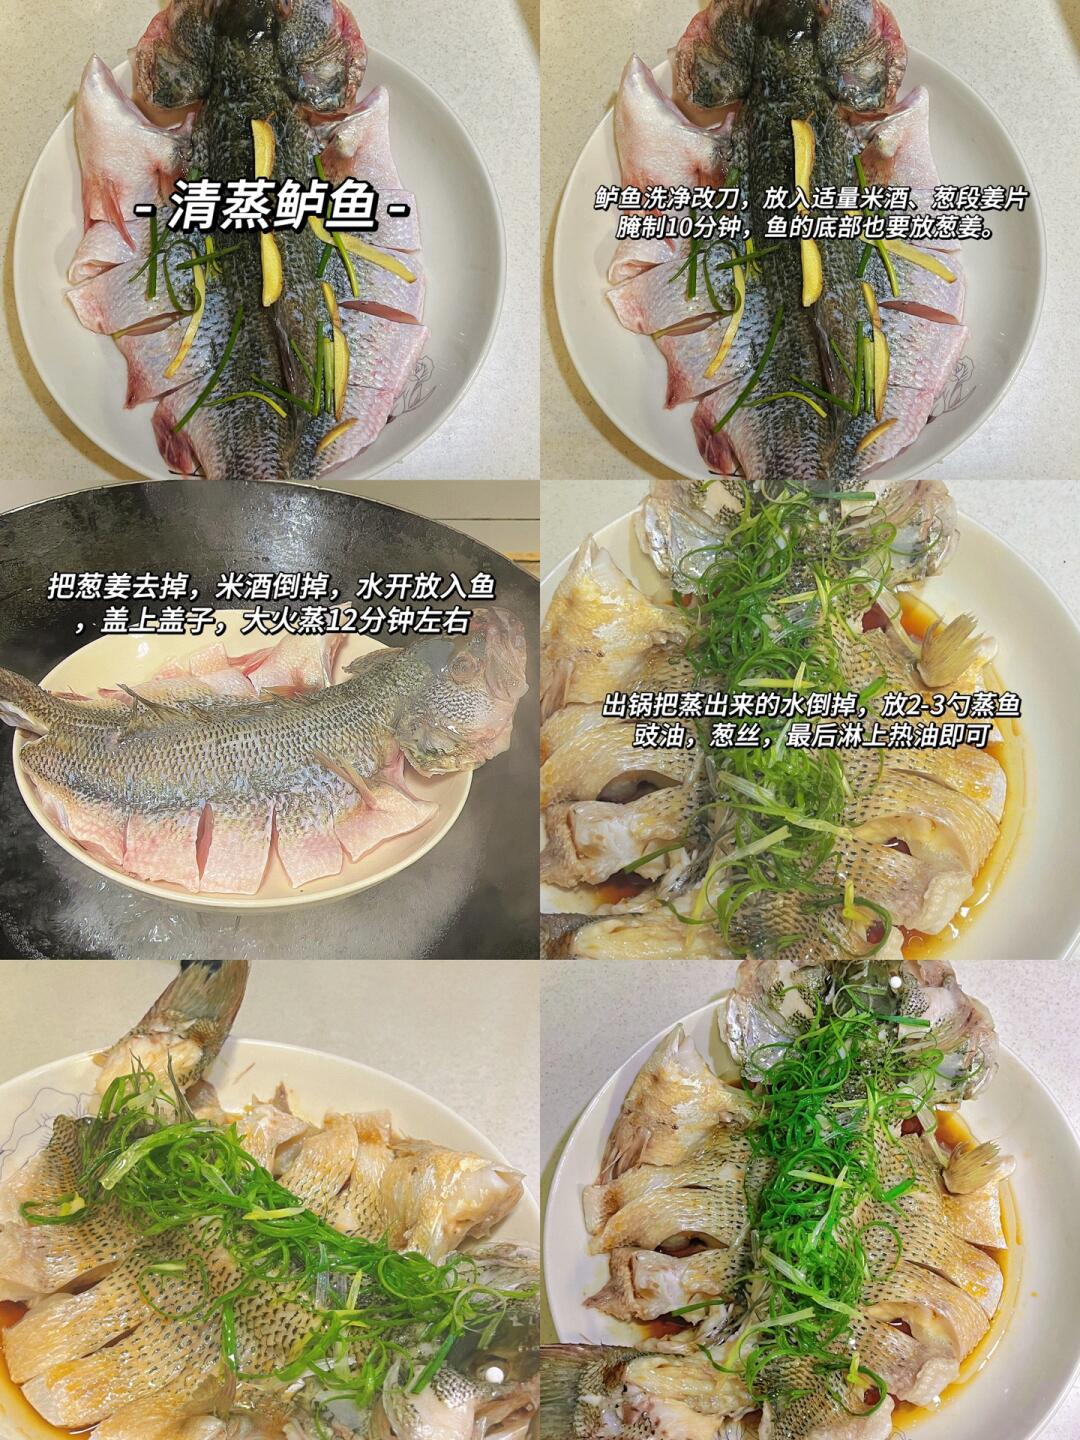 - 清蒸鲈鱼 -
鲈鱼洗净改刀，放入适量米酒、葱段姜片
腌制10分钟，鱼的底部也要放葱姜。
把葱姜去掉，米酒倒掉，水开放入鱼
，盖上盖子，大火蒸12分钟左右
出锅把蒸出来的水倒掉，放2-3勺蒸鱼
豉油，葱丝，最后淋上热油即可